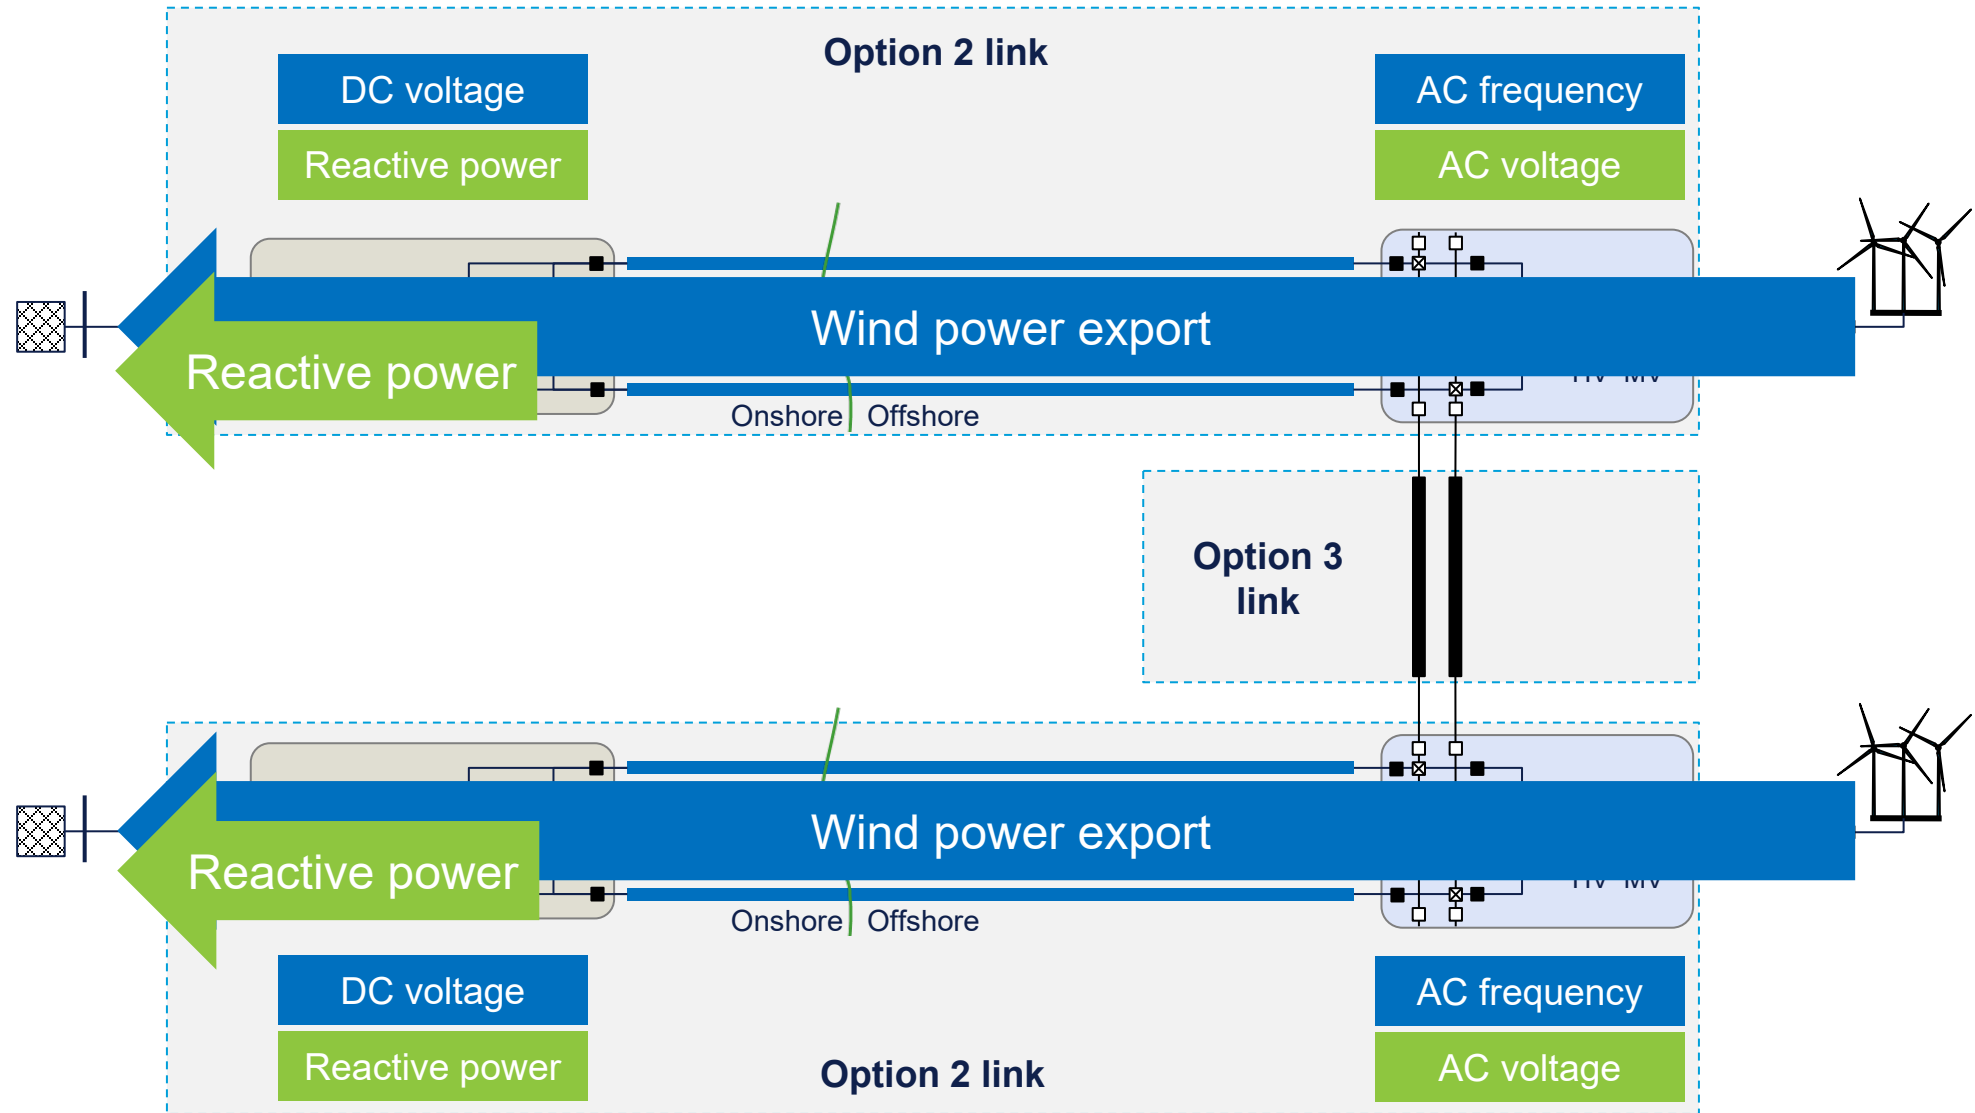 Option 2 link
DC voltage
AC frequency
Reactive power
AC voltage
Wind power export
Reactive power
Onshore
Offshore
Option 3
link
Wind power export
Reactive power
Onshore
Offshore
DC voltage
AC frequency
Reactive power
AC voltage
Option 2 link